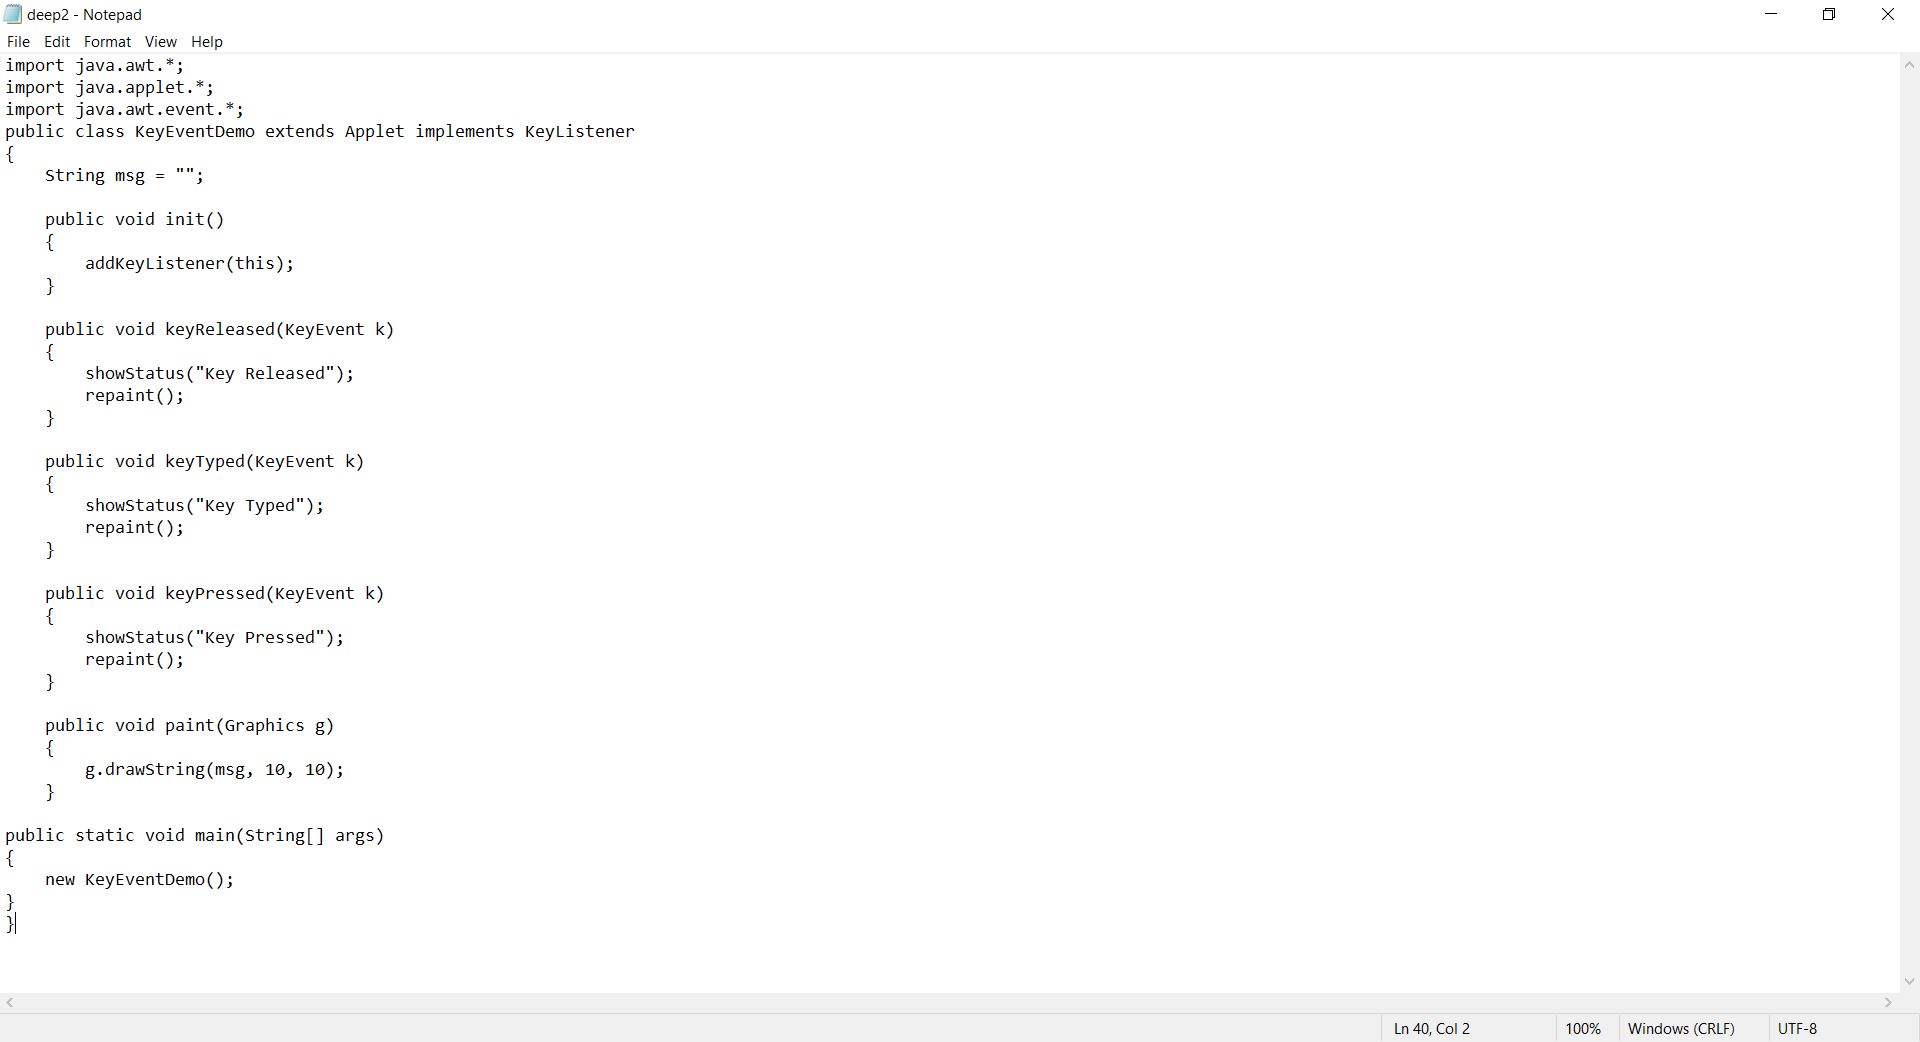 deep2 - Notepad
File Edit Format View Help
import java.awt.*;
import java.applet.*;
import java.awt.event.*;
public class KeyEventDemo extends Applet implements KeyListener
{
    String msg = "";

    public void init()
    {
        addKeyListener(this);
    }

    public void keyReleased(KeyEvent k)
    {
        showStatus("Key Released");
        repaint();
    }

    public void keyTyped(KeyEvent k)
    {
        showStatus("Key Typed");
        repaint();
    }

    public void keyPressed(KeyEvent k)
    {
        showStatus("Key Pressed");
        repaint();
    }

    public void paint(Graphics g)
    {
        g.drawString(msg, 10, 10);
    }

public static void main(String[] args)
{
    new KeyEventDemo();
}
}
Ln 40, Col 2 100% Windows (CRLF) UTF-8